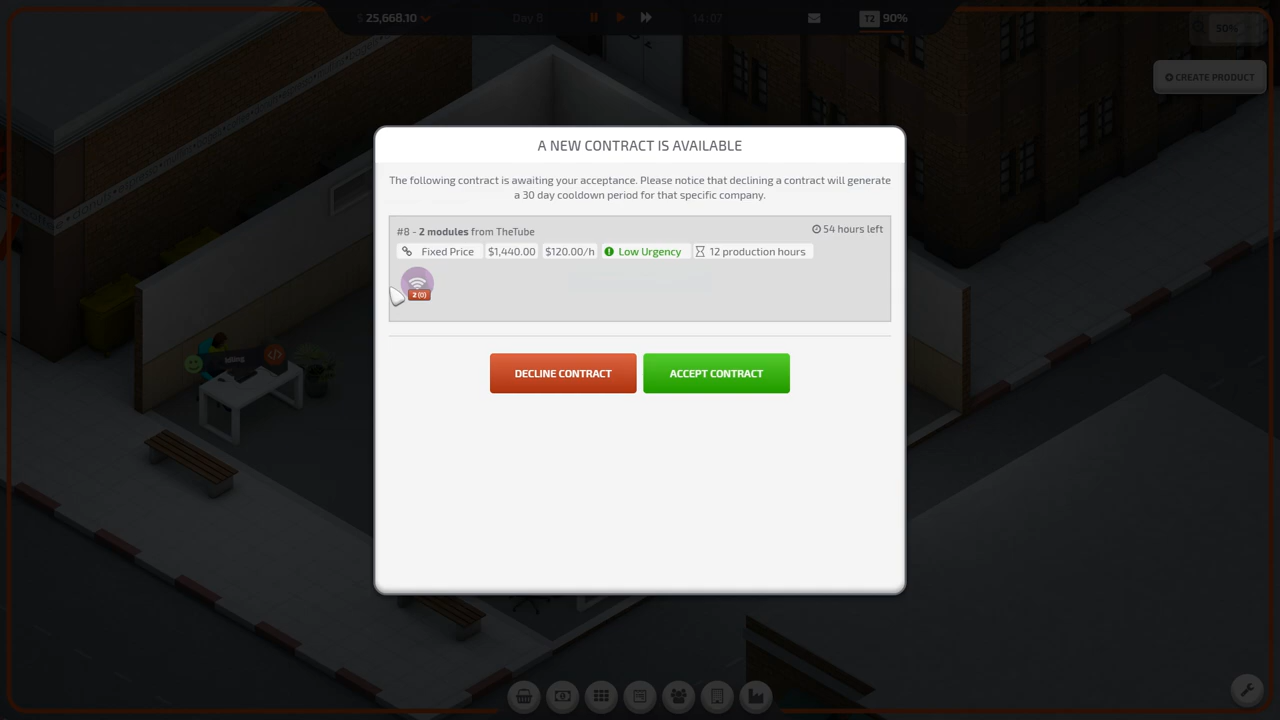 $ 25,668.10
Day 8
14:07
T2 90%
50%
CREATE PRODUCT
A NEW CONTRACT IS AVAILABLE
The following contract is awaiting your acceptance. Please notice that declining a contract will generate
a 30 day cooldown period for that specific company.
#8 - 2 modules from TheTube
54 hours left
Fixed Price $1,440.00 $120.00/h Low Urgency 12 production hours
2 (0)
DECLINE CONTRACT
ACCEPT CONTRACT